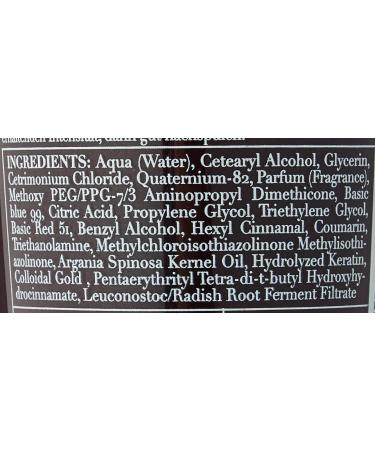 INGREDIENTS: Aqua (Water), Cetearyl Alcohol, Glycerin,
Cetrimonium Chloride, Quaternium-82, Parfum (Fragrance),
Methoxy PEG/PPG-7/3 Aminopropyl Dimethicone, Basic
blue 99, Citric Acid, Propylene Glycol, Triethylene Glycol,
Basic Red 51, Benzyl Alcohol, Hexyl Cinnamal, Coumarin,
Triethanolamine, Methylchloroisothiazolinone Methylisothi-
azolinone, Argania Spinosa Kernel Oil, Hydrolyzed Keratin,
Colloidal Gold , Pentaerythrityl Tetra-di-t-butyl Hydroxyhy-
drocinnamate, Leuconostoc/Radish Root Ferment Filtrate